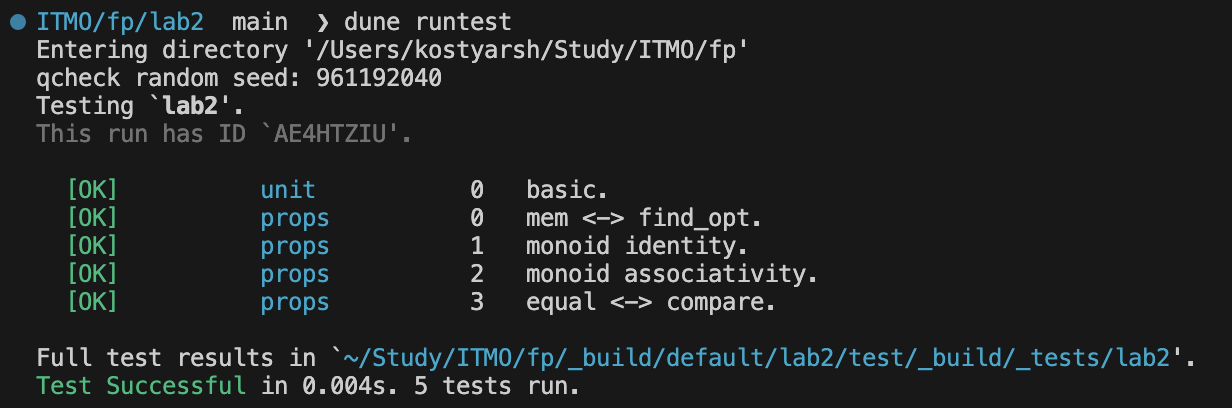 ITMO/fp/lab2 main ❯ dune runtest
Entering directory '/Users/kostyarsh/Study/ITMO/fp'
qcheck random seed: 961192040
Testing `lab2'.
This run has ID `AE4HTZIU'.
[OK] unit 0 basic.
[OK] props 0 mem <-> find_opt.
[OK] props 1 monoid identity.
[OK] props 2 monoid associativity.
[OK] props 3 equal <-> compare.
Full test results in `~/Study/ITMO/fp/_build/default/lab2/test/_build/_tests/lab2'.
Test Successful in 0.004s. 5 tests run.